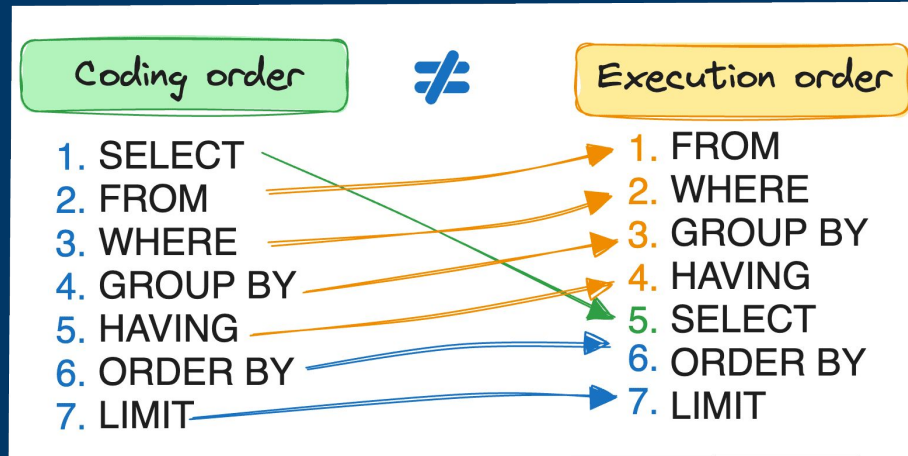 Coding order
≠
Execution order
1. SELECT
2. FROM
3. WHERE
4. GROUP BY
5. HAVING
6. ORDER BY
7. LIMIT
1. FROM
2. WHERE
3. GROUP BY
4. HAVING
5. SELECT
6. ORDER BY
7. LIMIT